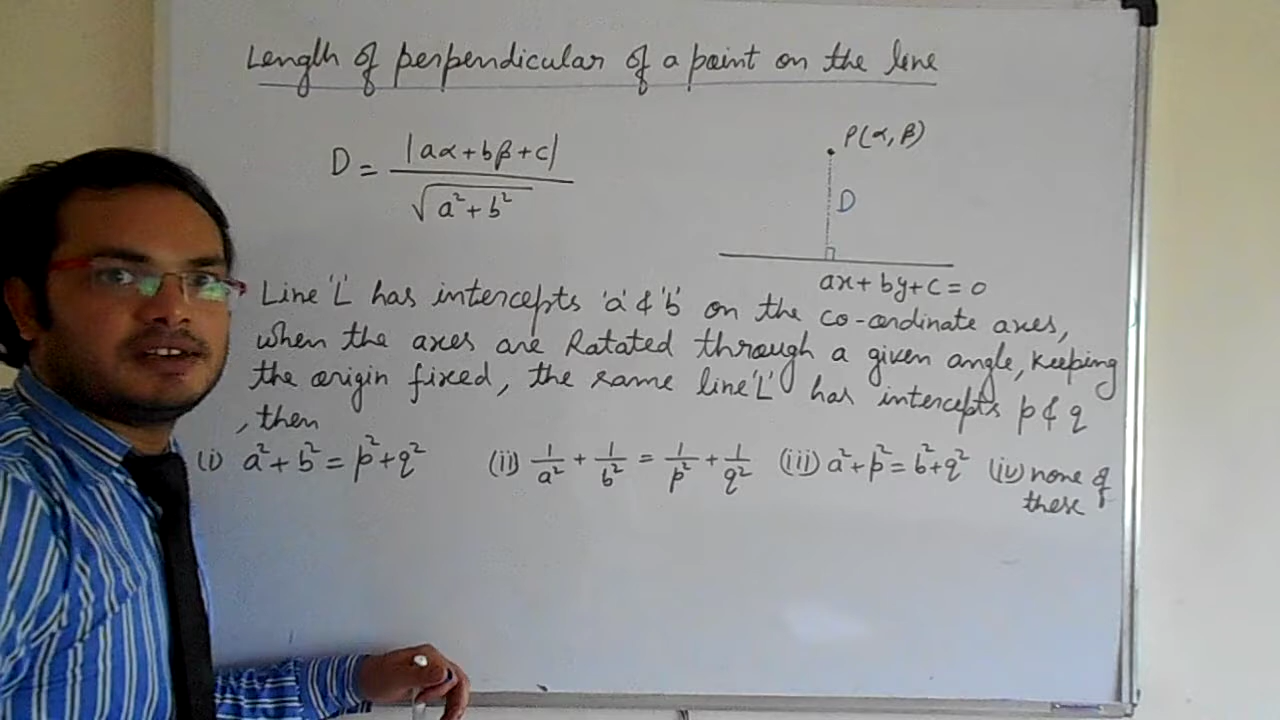 Length of perpendicular of a point on the line
D = |aα + bβ + c| / √(a² + b²)
P(α, β)
D
ax + by + c = 0
Line 'L' has intercepts 'a' & 'b' on the co-ordinate axes,
when the axes are Rotated through a given angle, keeping
the origin fixed, the same line 'L' has intercepts p & q
, then
(i) a² + b² = p² + q² (ii) 1/a² + 1/b² = 1/p² + 1/q² (iii) a² + p² = b² + q² (iv) none of
these